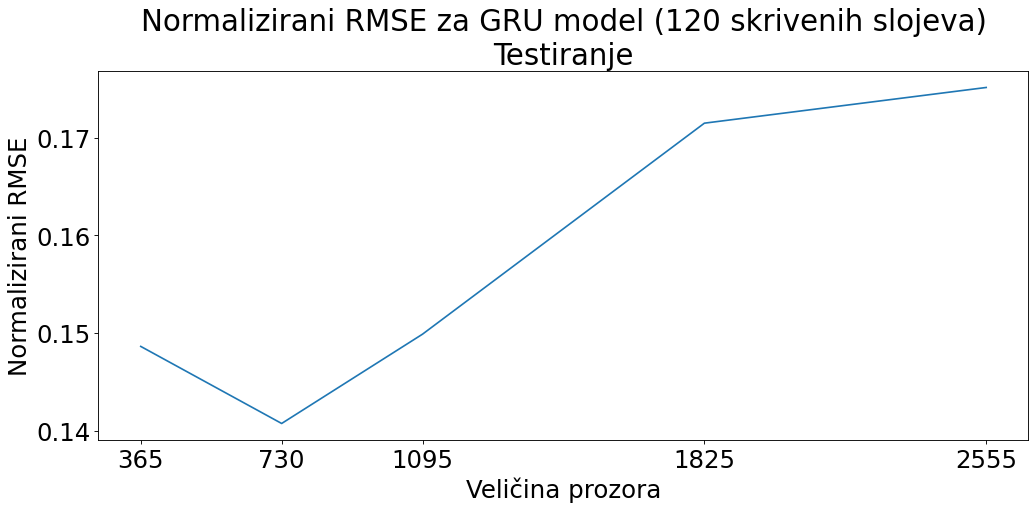 Normalizirani RMSE za GRU model (120 skrivenih slojeva)
Testiranje
Normalizirani RMSE
0.17
0.16
0.15
0.14
365 730 1095 1825 2555
Veličina prozora